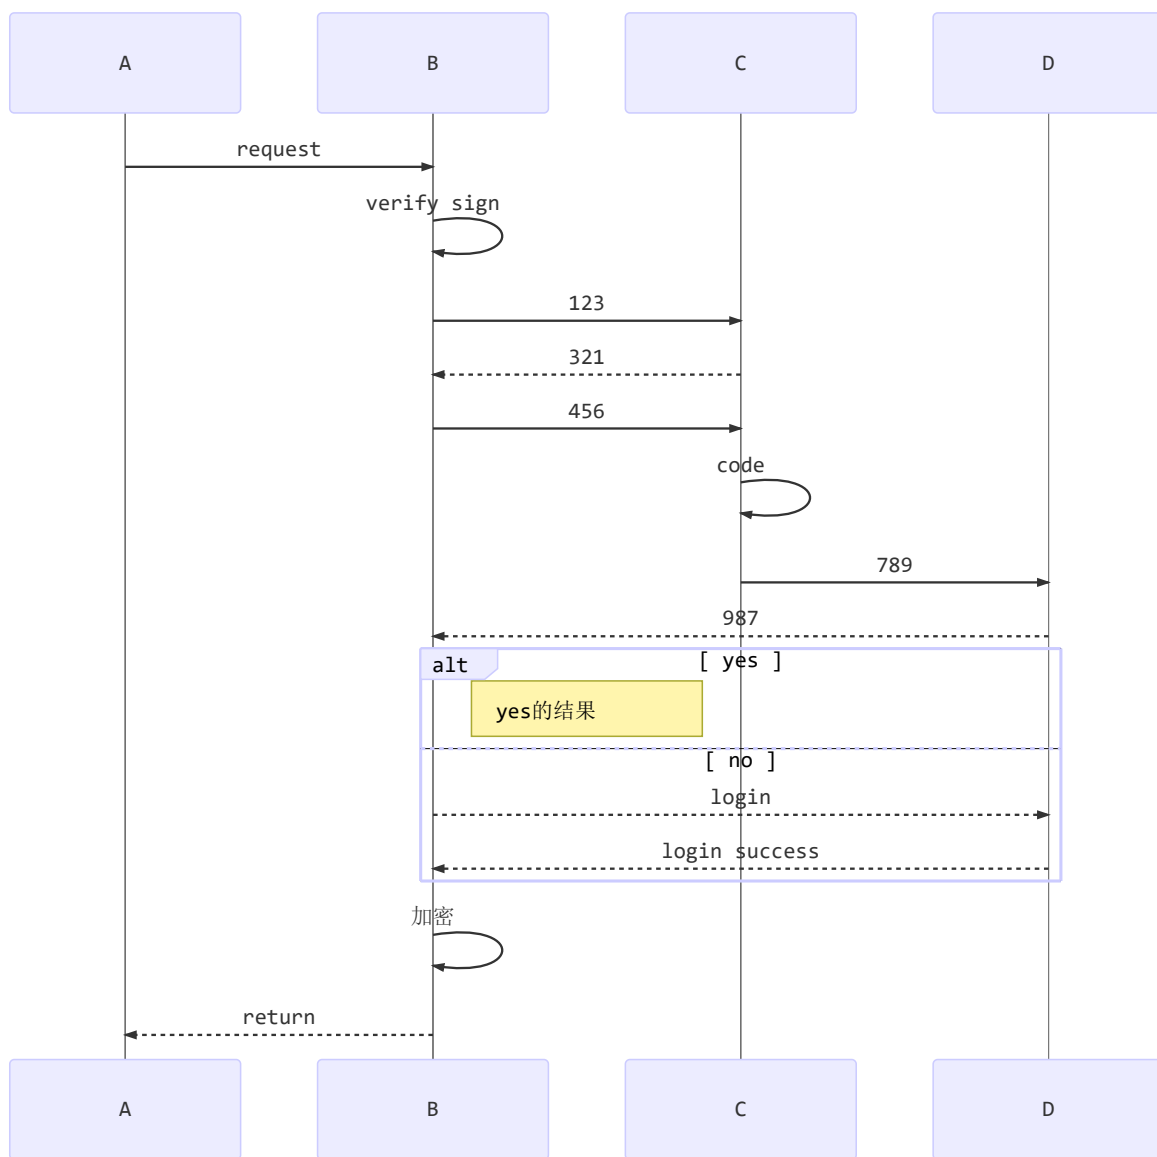 A
B
C
D
request
verify sign
123
321
456
code
789
987
alt
[ yes ]
yes的结果
[ no ]
login
login success
加密
return
A
B
C
D